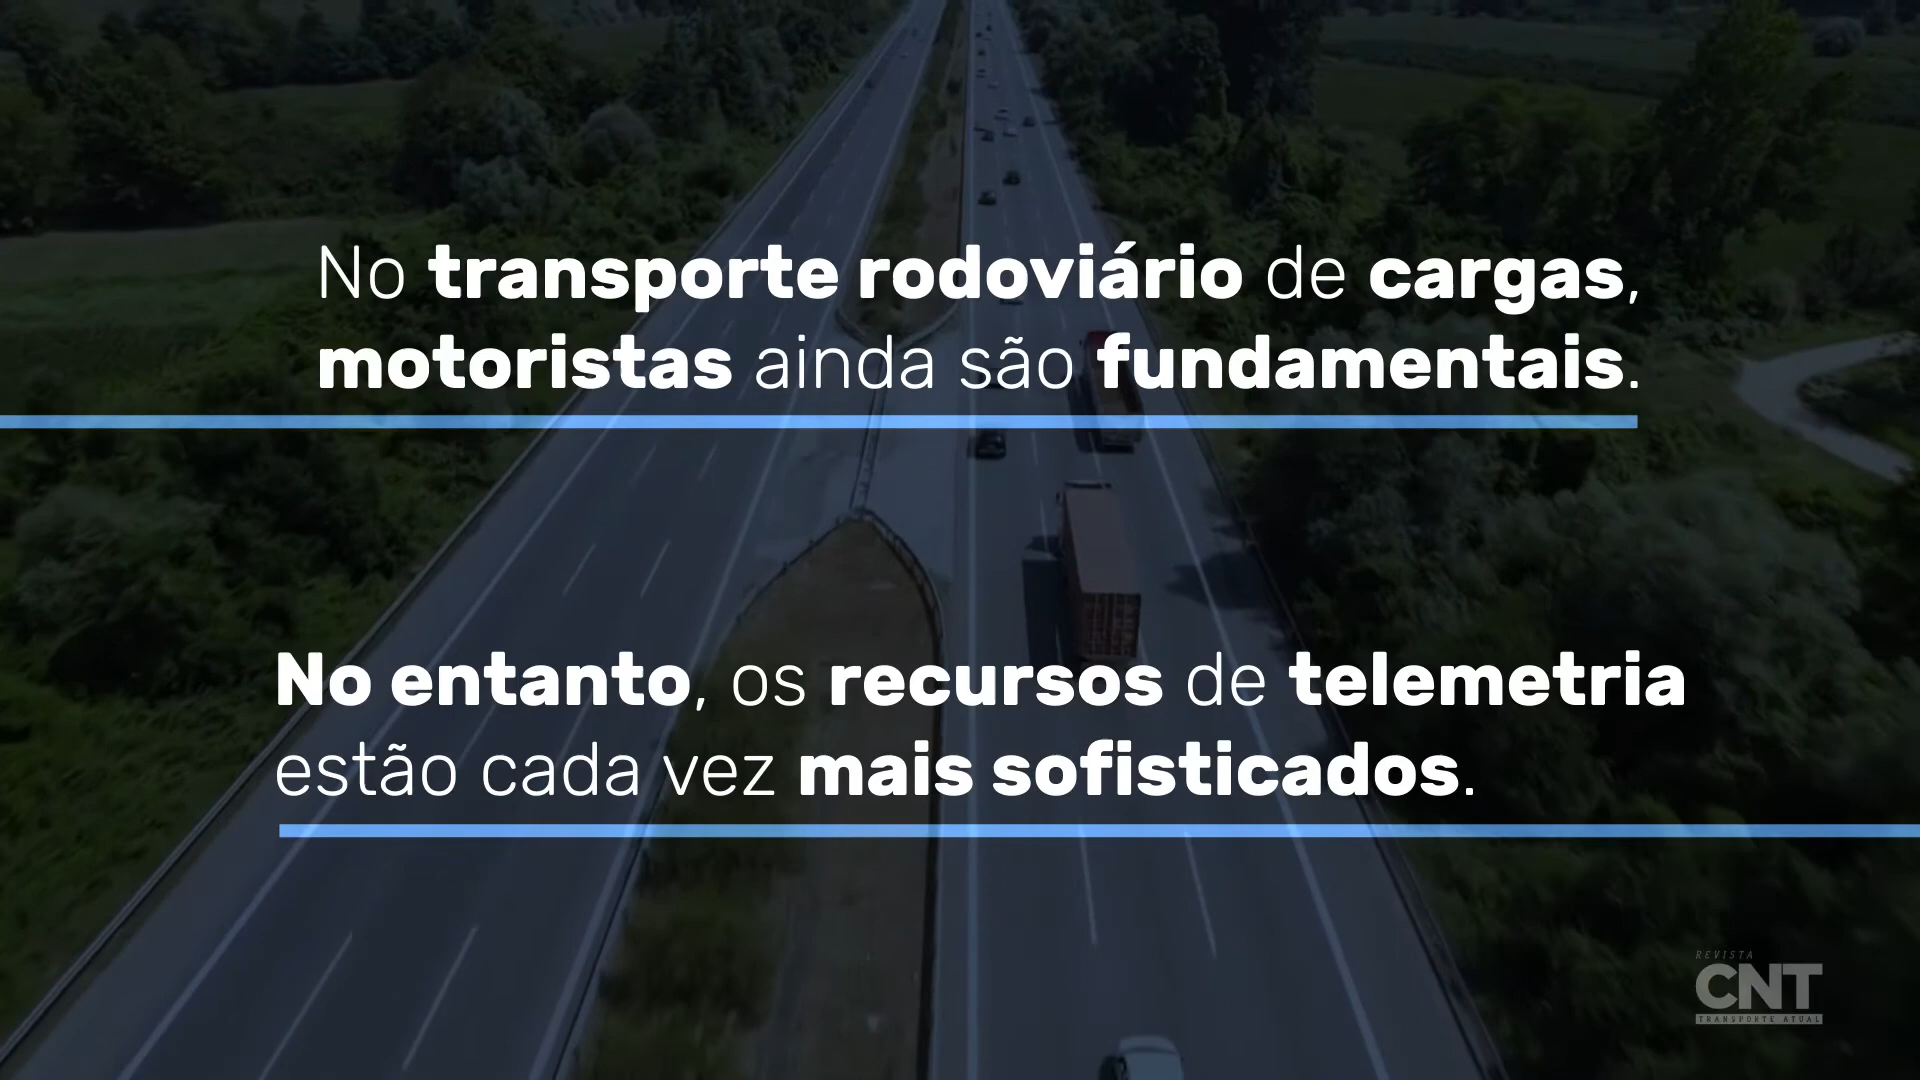 No transporte rodoviário de cargas,
motoristas ainda são fundamentais.
No entanto, os recursos de telemetria
estão cada vez mais sofisticados.
REVISTA
CNT
TRANSPORTE ATUAL